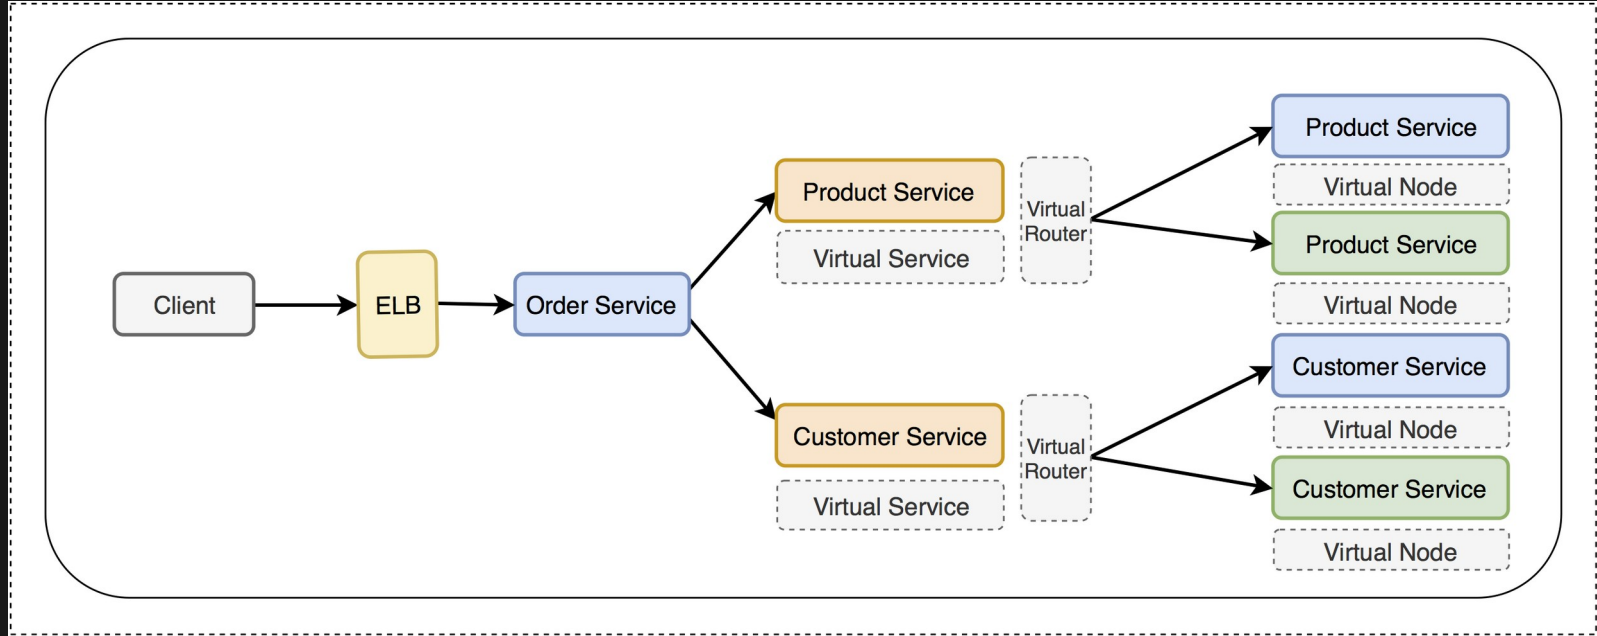 Client
ELB
Order Service
Product Service
Virtual Service
Virtual
Router
Customer Service
Virtual Service
Virtual
Router
Product Service
Virtual Node
Product Service
Virtual Node
Customer Service
Virtual Node
Customer Service
Virtual Node